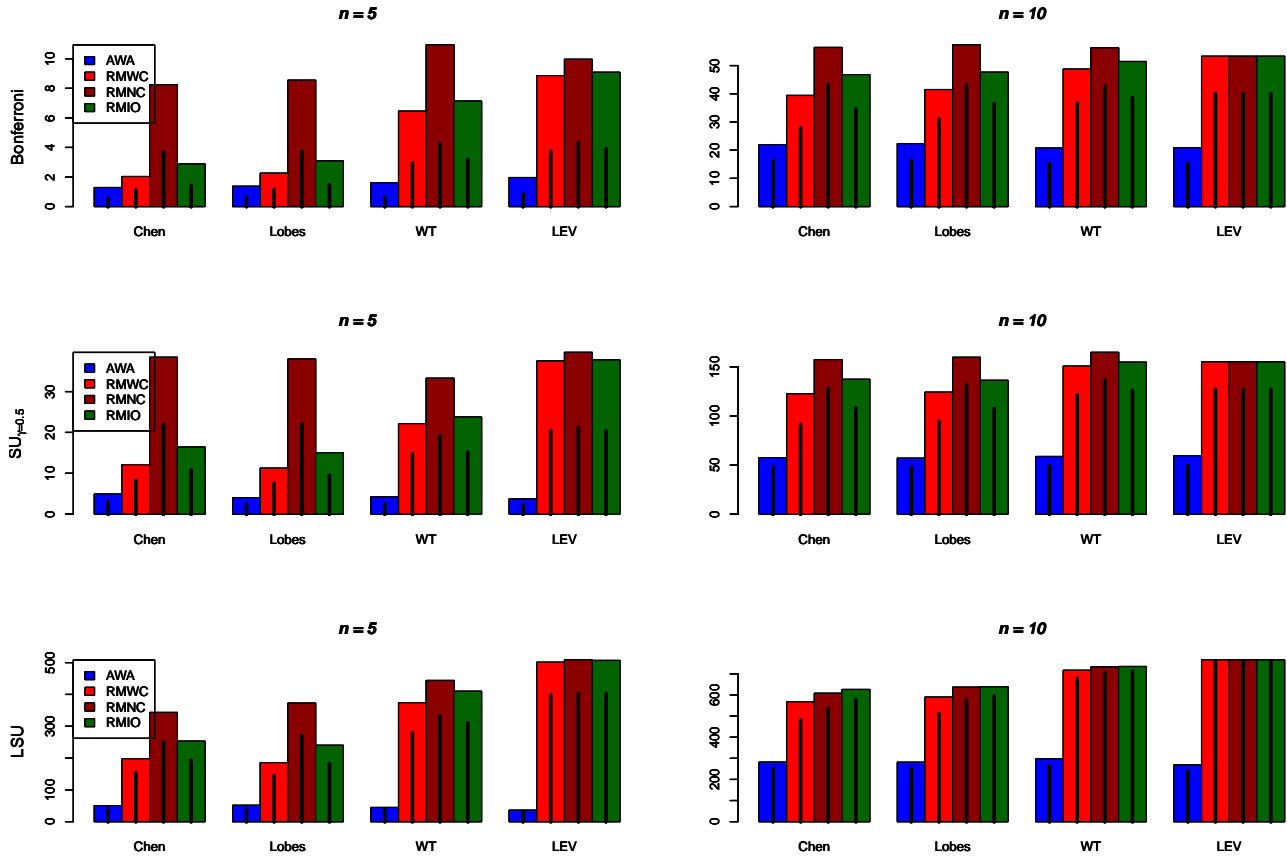 n = 5
Bonferroni
0 2 4 6 8 10
AWA
RMWC
RMNC
RMIO
Chen Lobes WT LEV
n = 10
0 10 20 30 40 50
Chen Lobes WT LEV
n = 5
SUγ=0.5
0 10 20 30
AWA
RMWC
RMNC
RMIO
Chen Lobes WT LEV
n = 10
0 50 100 150
Chen Lobes WT LEV
n = 5
LSU
0 100 300 500
AWA
RMWC
RMNC
RMIO
Chen Lobes WT LEV
n = 10
0 200 400 600
Chen Lobes WT LEV